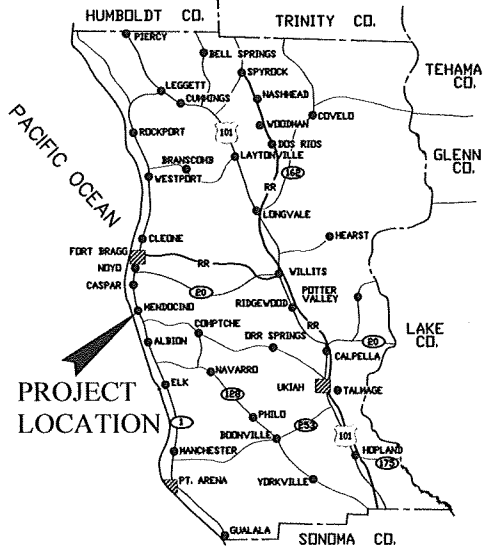 HUMBOLDT CO.
TRINITY CO.
PIERCY
BELL SPRINGS
SPYROCK
TEHAMA
CO.
LEGGETT
CUMMINGS
NASHMEAD
COVELO
WOODMAN
ROCKPORT
101
DOS RIOS
PACIFIC OCEAN
BRANSCOMB
LAYTONVILLE
GLENN
CO.
162
WESTPORT
RR
LONGVALE
CLEONE
HEARST
FORT BRAGG
RR
NOYO
WILLITS
CASPAR
20
POTTER
VALLEY
RIDGEWOOD
MENDOCINO
COMPTCHE
RR
LAKE
CO.
ORR SPRINGS
20
ALBION
CALPELLA
PROJECT
LOCATION
NAVARRO
ELK
UKIAH
TALMAGE
128
1
PHILO
253
BOONVILLE
101
MANCHESTER
HOPLAND
175
PT. ARENA
YORKVILLE
GUALALA
SONOMA CO.